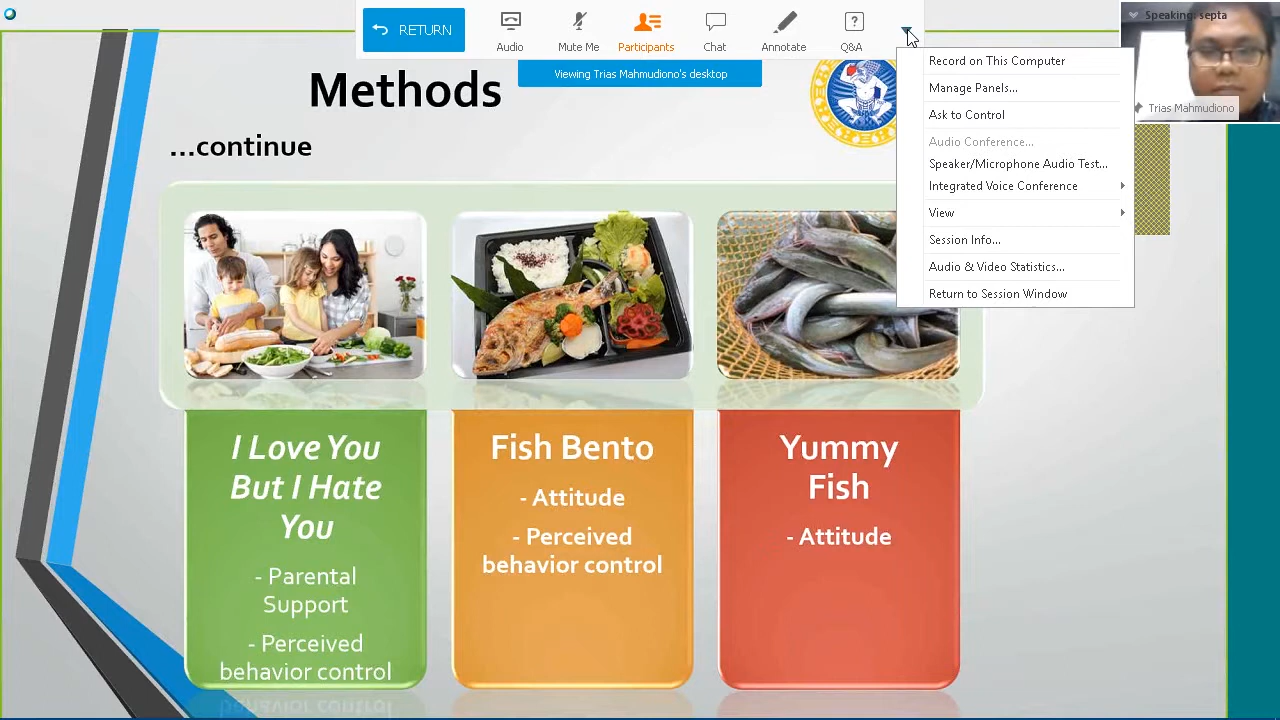 RETURN
Audio
Mute Me
Participants
Chat
Annotate
Q&A
Viewing Trias Mahmudiono's desktop
Speaking: septa
Trias Mahmudiono
Record on This Computer
Manage Panels...
Ask to Control
Audio Conference...
Speaker/Microphone Audio Test...
Integrated Voice Conference
View
Session Info...
Audio & Video Statistics...
Return to Session Window
Methods
...continue
I Love You
But I Hate
You
- Parental
Support
- Perceived
behavior control
Fish Bento
- Attitude
- Perceived
behavior control
Yummy
Fish
- Attitude